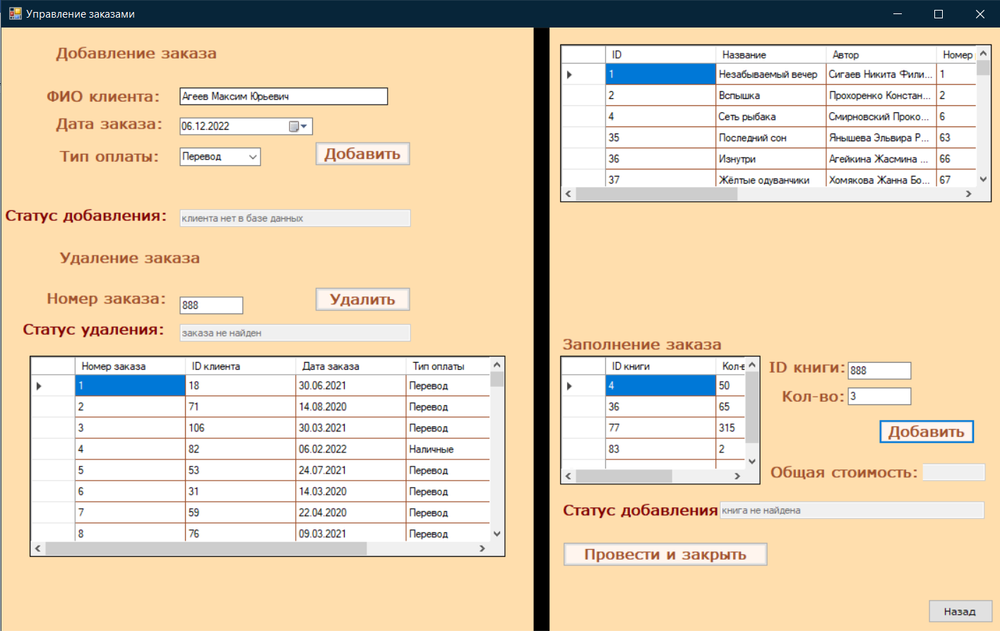 Управление заказами
Добавление заказа
ФИО клиента: Агеев Максим Юрьевич
Дата заказа: 06.12.2022
Тип оплаты: Перевод Добавить
Статус добавления: клиента нет в базе данных
Удаление заказа
Номер заказа: 888 Удалить
Статус удаления: заказа не найден
Номер заказа ID клиента Дата заказа Тип оплаты
1 18 30.06.2021 Перевод
2 71 14.08.2020 Перевод
3 106 30.03.2021 Перевод
4 82 06.02.2022 Наличные
5 53 24.07.2021 Перевод
6 31 14.03.2020 Перевод
7 59 22.04.2020 Перевод
8 76 09.03.2021 Перевод
ID Название Автор Номер
1 Незабываемый вечер Сигаев Никита Фили... 1
2 Вспышка Прохоренко Констан... 2
4 Сеть рыбака Смирновский Проко... 6
35 Последний сон Янышева Эльвира Р... 63
36 Изнутри Агейкина Жасмина ... 66
37 Жёлтые одуванчики Хомякова Жанна Бо... 67
Заполнение заказа
ID книги Кол-в
4 50
36 65
77 315
83 2
ID книги: 888
Кол-во: 3
Добавить
Общая стоимость:
Статус добавления книга не найдена
Провести и закрыть
Назад